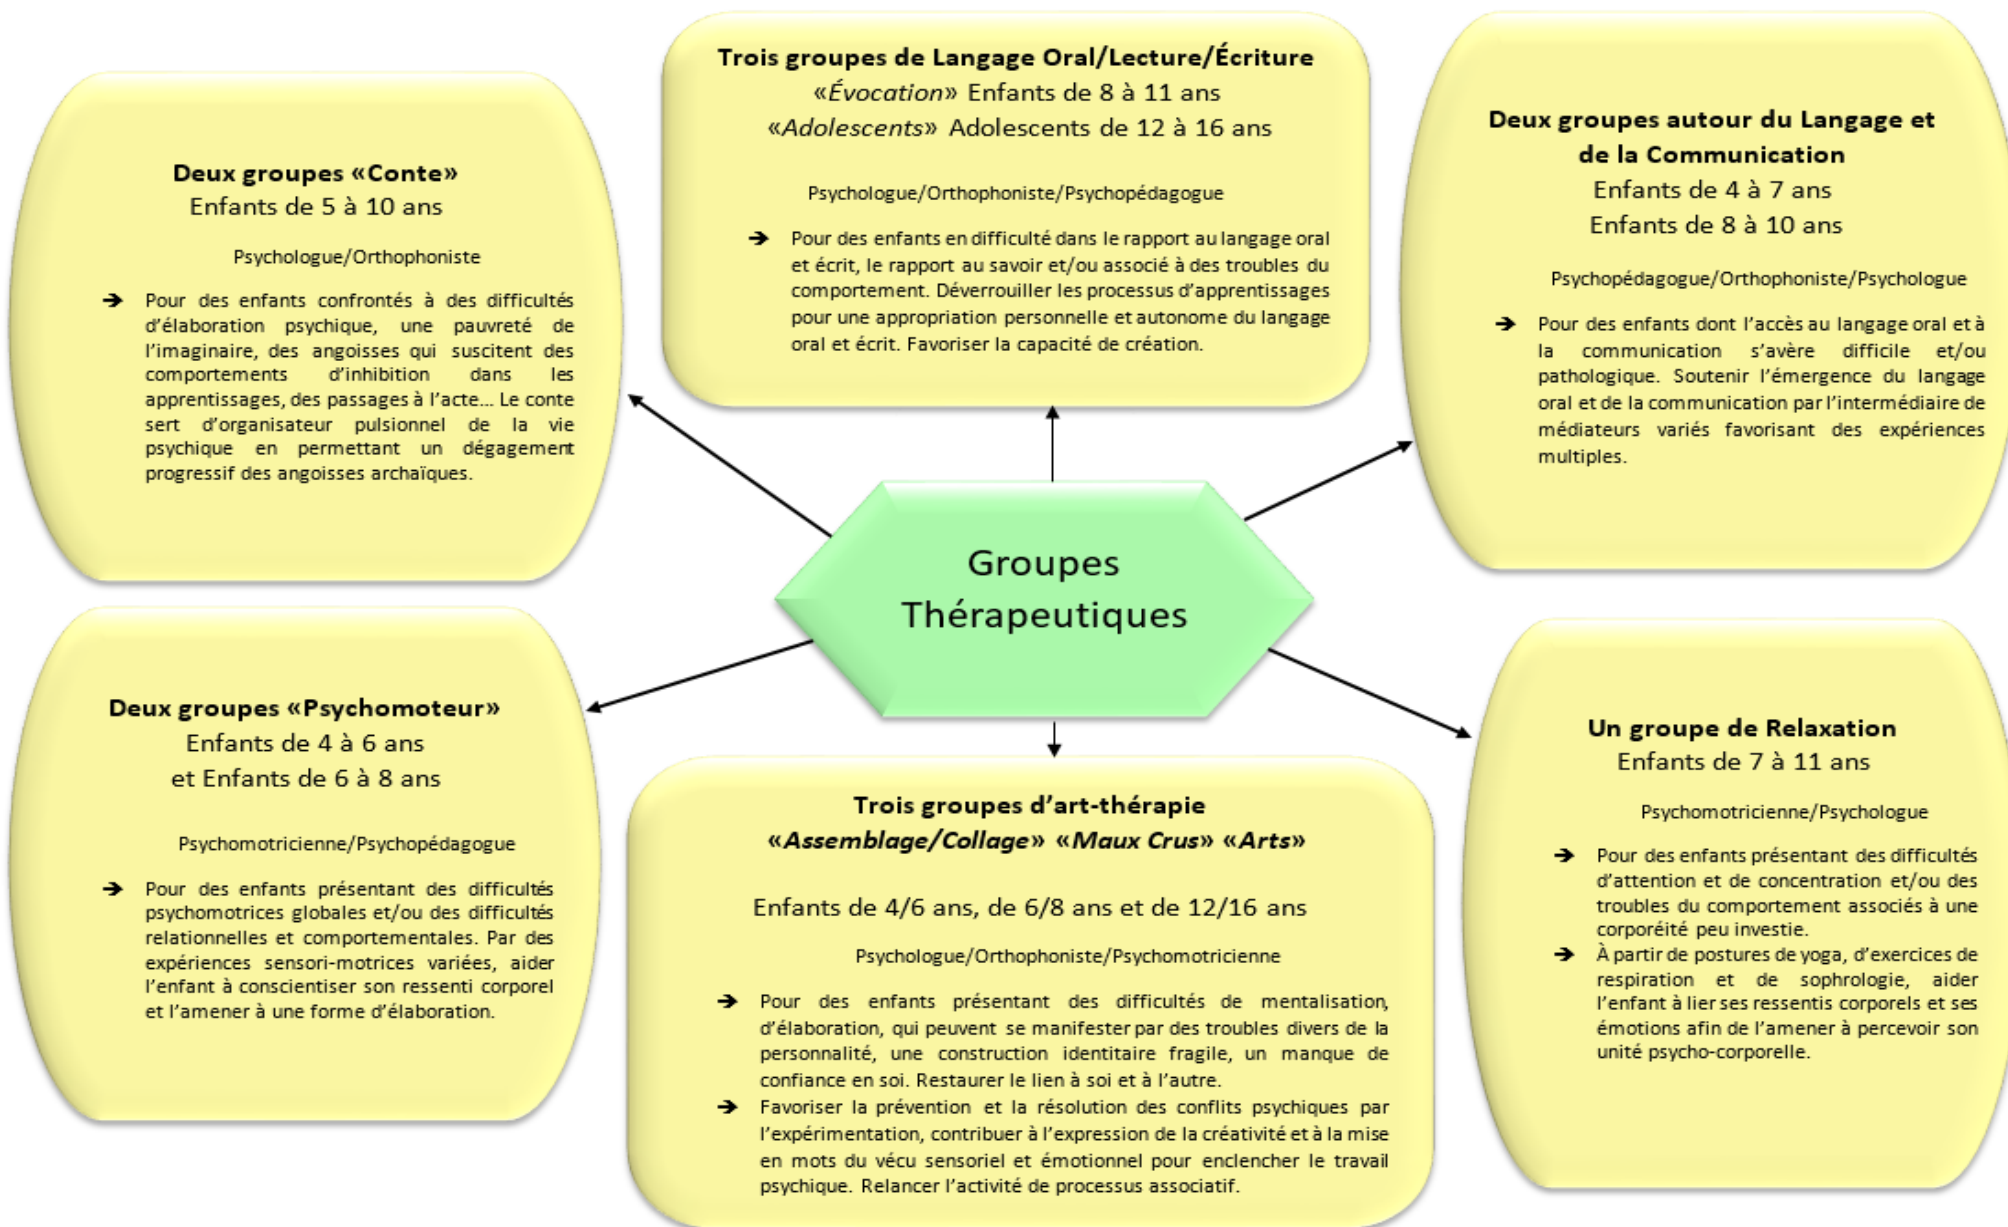 Trois groupes de Langage Oral/Lecture/Écriture
«Évocation» Enfants de 8 à 11 ans
«Adolescents» Adolescents de 12 à 16 ans
Psychologue/Orthophoniste/Psychopédagogue
➔ Pour des enfants en difficulté dans le rapport au langage oral
et écrit, le rapport au savoir et/ou associé à des troubles du
comportement. Déverrouiller les processus d’apprentissages
pour une appropriation personnelle et autonome du langage
oral et écrit. Favoriser la capacité de création.
Deux groupes «Conte»
Enfants de 5 à 10 ans
Psychologue/Orthophoniste
➔ Pour des enfants confrontés à des difficultés
d’élaboration psychique, une pauvreté de
l’imaginaire, des angoisses qui suscitent des
comportements d’inhibition dans les
apprentissages, des passages à l’acte… Le conte
sert d’organisateur pulsionnel de la vie
psychique en permettant un dégagement
progressif des angoisses archaïques.
Deux groupes autour du Langage et
de la Communication
Enfants de 4 à 7 ans
Enfants de 8 à 10 ans
Psychopédagogue/Orthophoniste/Psychologue
➔ Pour des enfants dont l’accès au langage oral et à
la communication s’avère difficile et/ou
pathologique. Soutenir l’émergence du langage
oral et de la communication par l’intermédiaire de
médiateurs variés favorisant des expériences
multiples.
Groupes
Thérapeutiques
Deux groupes «Psychomoteur»
Enfants de 4 à 6 ans
et Enfants de 6 à 8 ans
Psychomotricienne/Psychopédagogue
➔ Pour des enfants présentant des difficultés
psychomotrices globales et/ou des difficultés
relationnelles et comportementales. Par des
expériences sensori-motrices variées, aider
l’enfant à conscientiser son ressenti corporel
et l’amener à une forme d’élaboration.
Trois groupes d’art-thérapie
«Assemblage/Collage» «Maux Crus» «Arts»
Enfants de 4/6 ans, de 6/8 ans et de 12/16 ans
Psychologue/Orthophoniste/Psychomotricienne
➔ Pour des enfants présentant des difficultés de mentalisation,
d’élaboration, qui peuvent se manifester par des troubles divers de la
personnalité, une construction identitaire fragile, un manque de
confiance en soi. Restaurer le lien à soi et à l’autre.
➔ Favoriser la prévention et la résolution des conflits psychiques par
l’expérimentation, contribuer à l’expression de la créativité et à la mise
en mots du vécu sensoriel et émotionnel pour enclencher le travail
psychique. Relancer l’activité de processus associatif.
Un groupe de Relaxation
Enfants de 7 à 11 ans
Psychomotricienne/Psychologue
➔ Pour des enfants présentant des difficultés
d’attention et de concentration et/ou des
troubles du comportement associés à une
corporéité peu investie.
➔ À partir de postures de yoga, d’exercices de
respiration et de sophrologie, aider
l’enfant à lier ses ressentis corporels et ses
émotions afin de l’amener à percevoir son
unité psycho-corporelle.